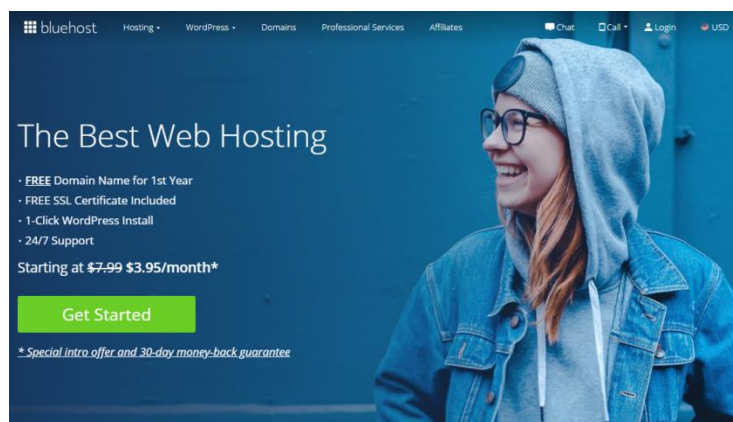 bluehost Hosting WordPress Domains Professional Services Affiliates Chat Call Login USD
The Best Web Hosting
· FREE Domain Name for 1st Year
· FREE SSL Certificate Included
· 1-Click WordPress Install
· 24/7 Support
Starting at $7.99 $3.95/month*
Get Started
* Special intro offer and 30-day money-back guarantee